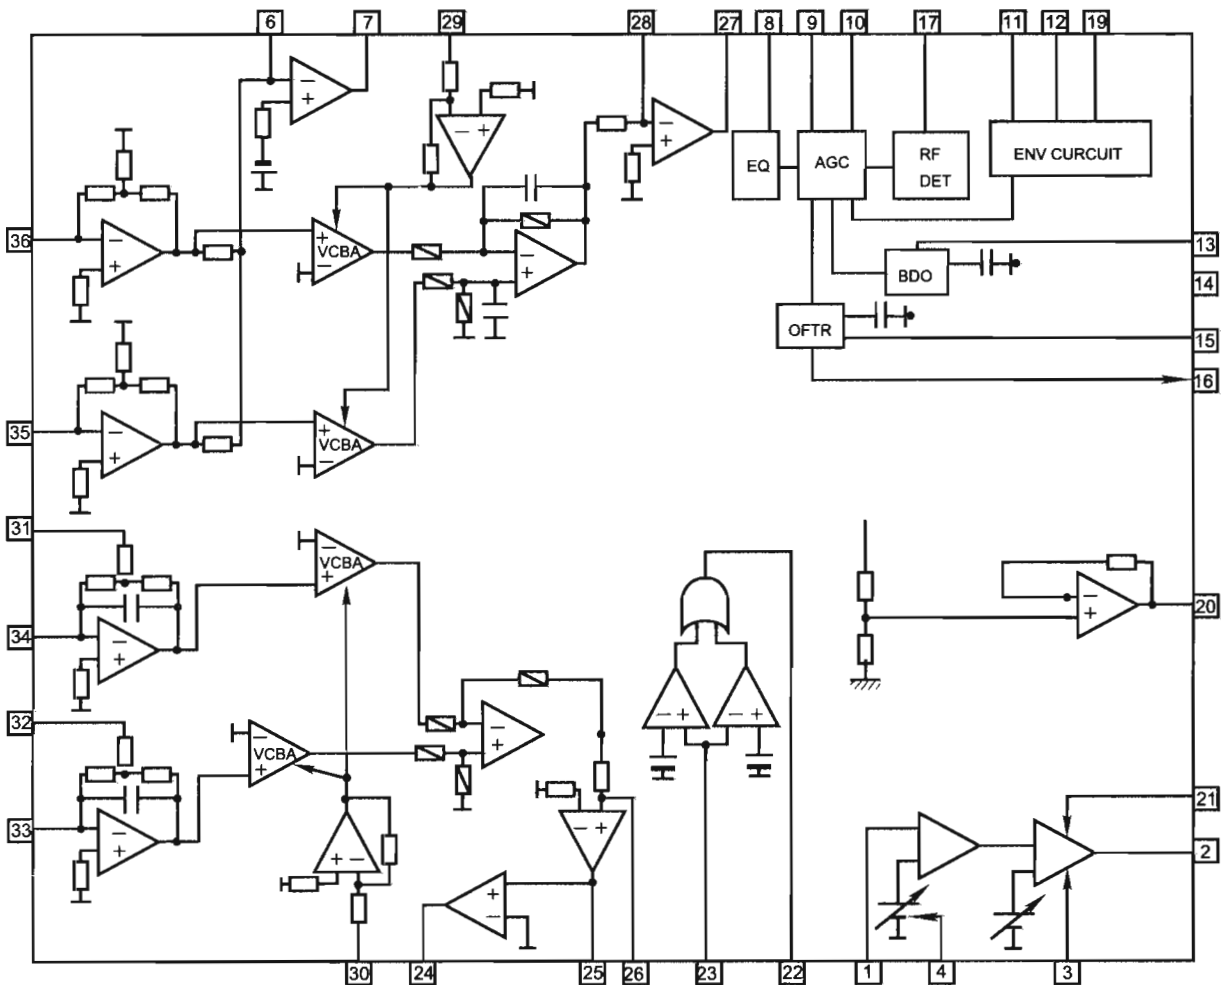 6 7 29 28 27 8 9 10 17 11 12 19
− +
− +
− +
EQ AGC RF DET ENV CURCUIT
36 − +
+ VCBA −
− +
13
BDO
14
OFTR
15
16
35 − +
+ VCBA −
31
− VCBA +
34 − +
− +
20
32
− VCBA +
− +
− + − +
33 − +
+ −
− +
21
2
+ −
30 24 25 26 23 22 1 4 3